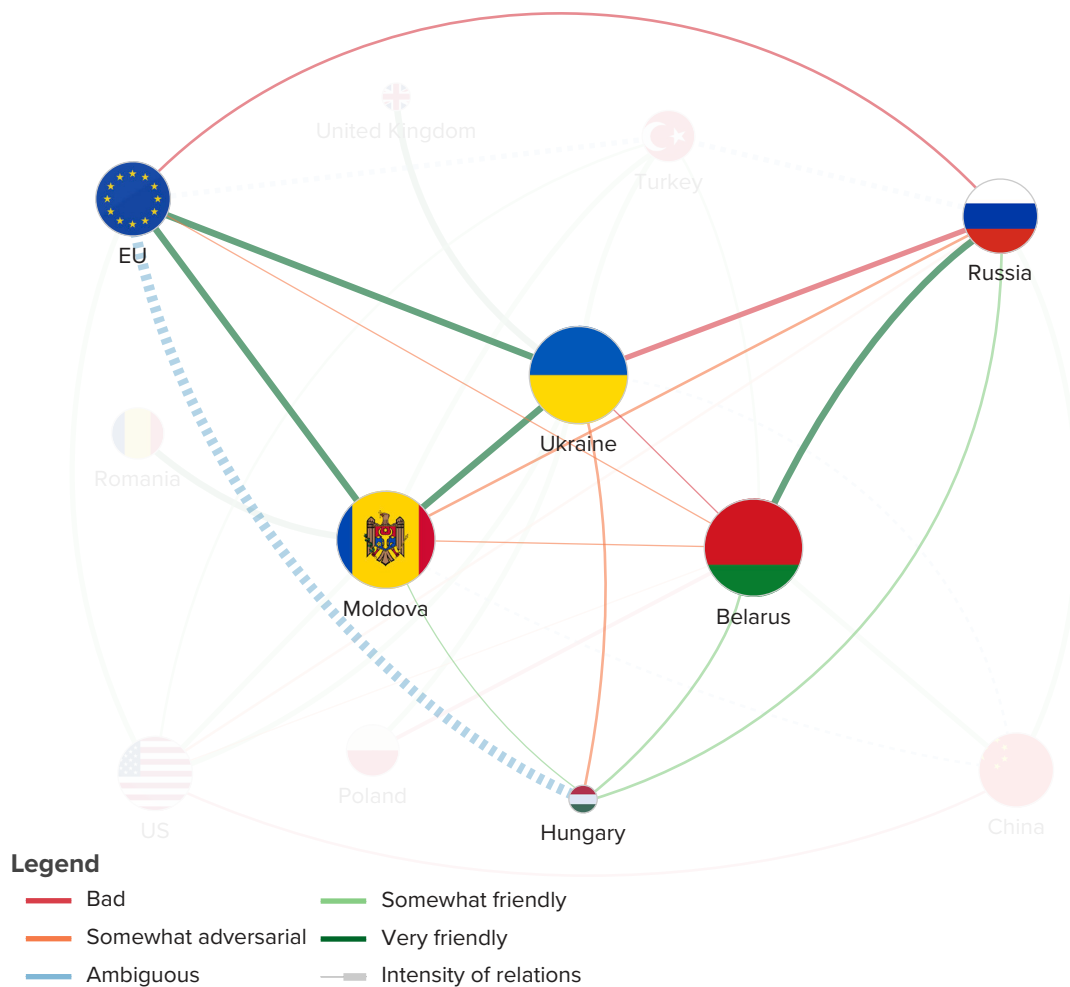 United Kingdom
Turkey
EU
Russia
Ukraine
Romania
Moldova
Belarus
Poland
US
Hungary
China
Legend
Bad
Somewhat friendly
Somewhat adversarial
Very friendly
Ambiguous
Intensity of relations